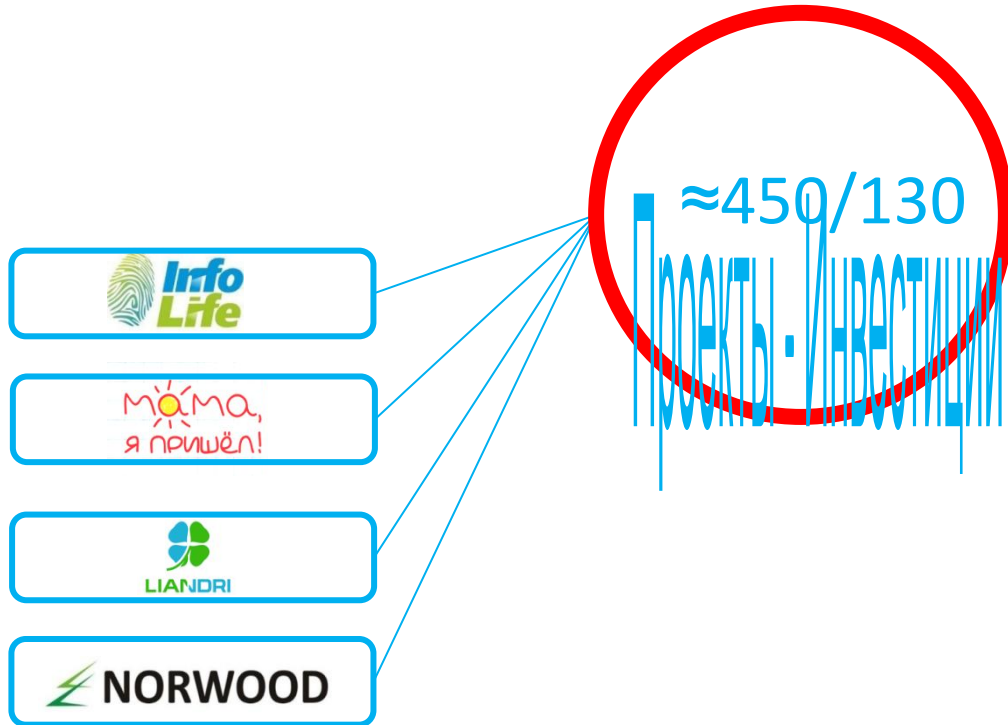 ≈450/130
Проекты - Инвестиции
Info
Life
мама,
я пришёл!
LIANDRI
NORWOOD